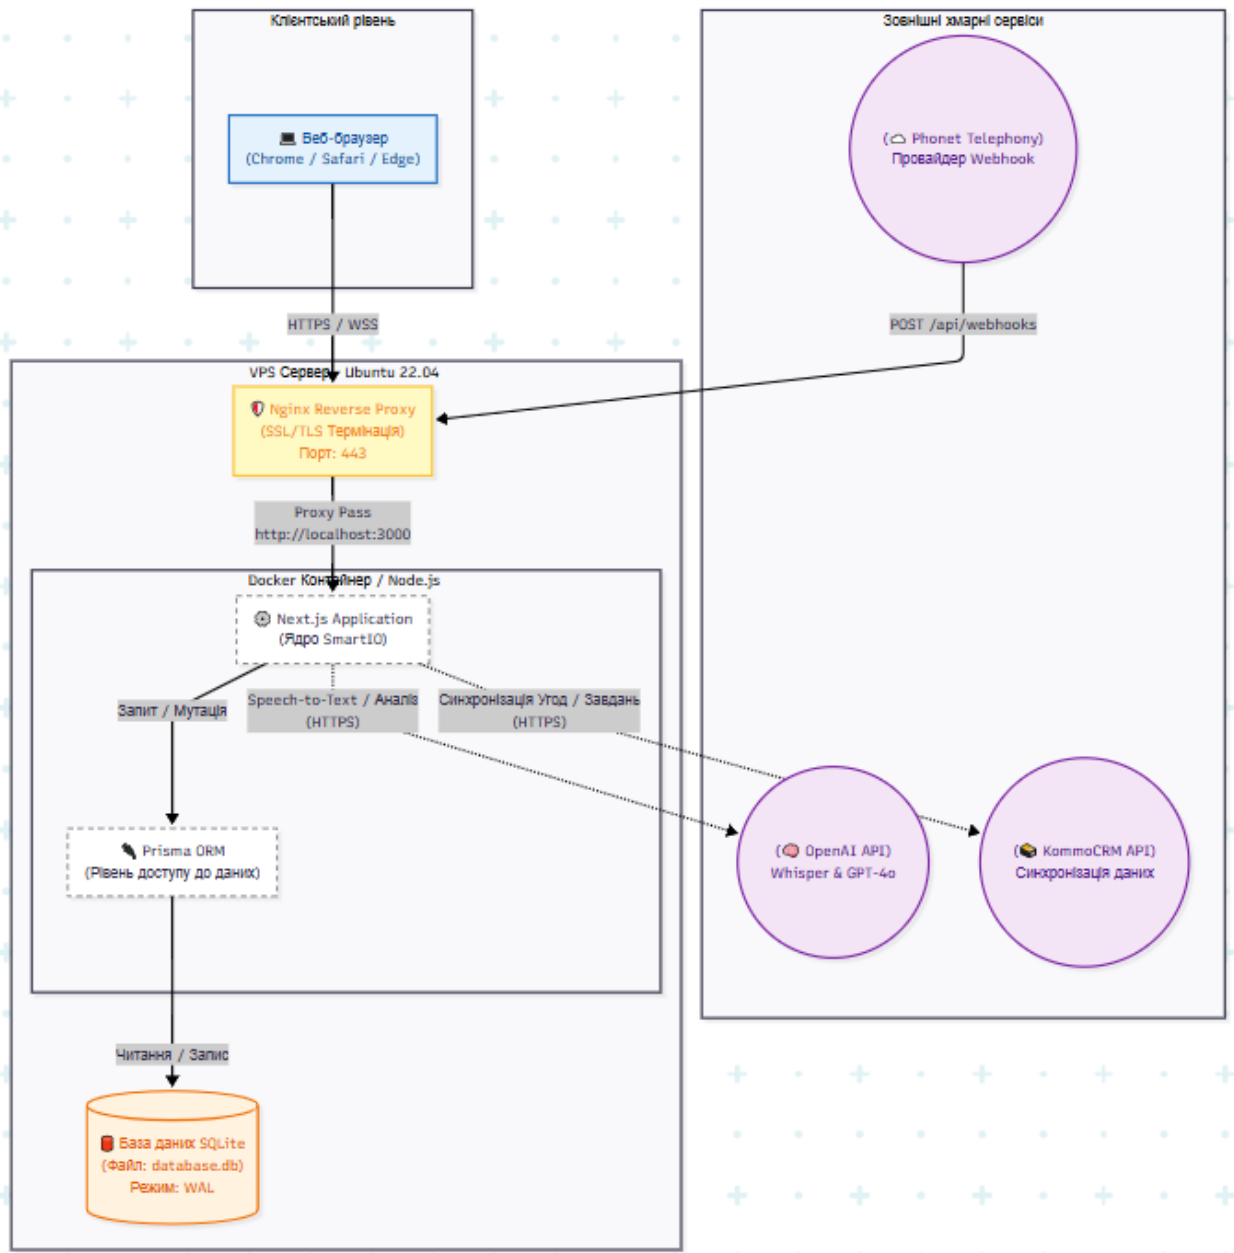 Клієнтський рівень
Веб-браузер
(Chrome / Safari / Edge)
HTTPS / WSS
Зовнішні хмарні сервіси
(Phonet Telephony)
Провайдер Webhook
POST /api/webhooks
VPS Сервер - Ubuntu 22.04
Nginx Reverse Proxy
(SSL/TLS Термінація)
Порт: 443
Proxy Pass
http://localhost:3000
Docker Контейнер / Node.js
Next.js Application
(Ядро SmartIO)
Запит / Мутація
Speech-to-Text / Аналіз
(HTTPS)
Синхронізація Угод / Завдань
(HTTPS)
Prisma ORM
(Рівень доступу до даних)
(OpenAI API)
Whisper & GPT-4o
(KommoCRM API)
Синхронізація даних
Читання / Запис
База даних SQLite
(Файл: database.db)
Режим: WAL